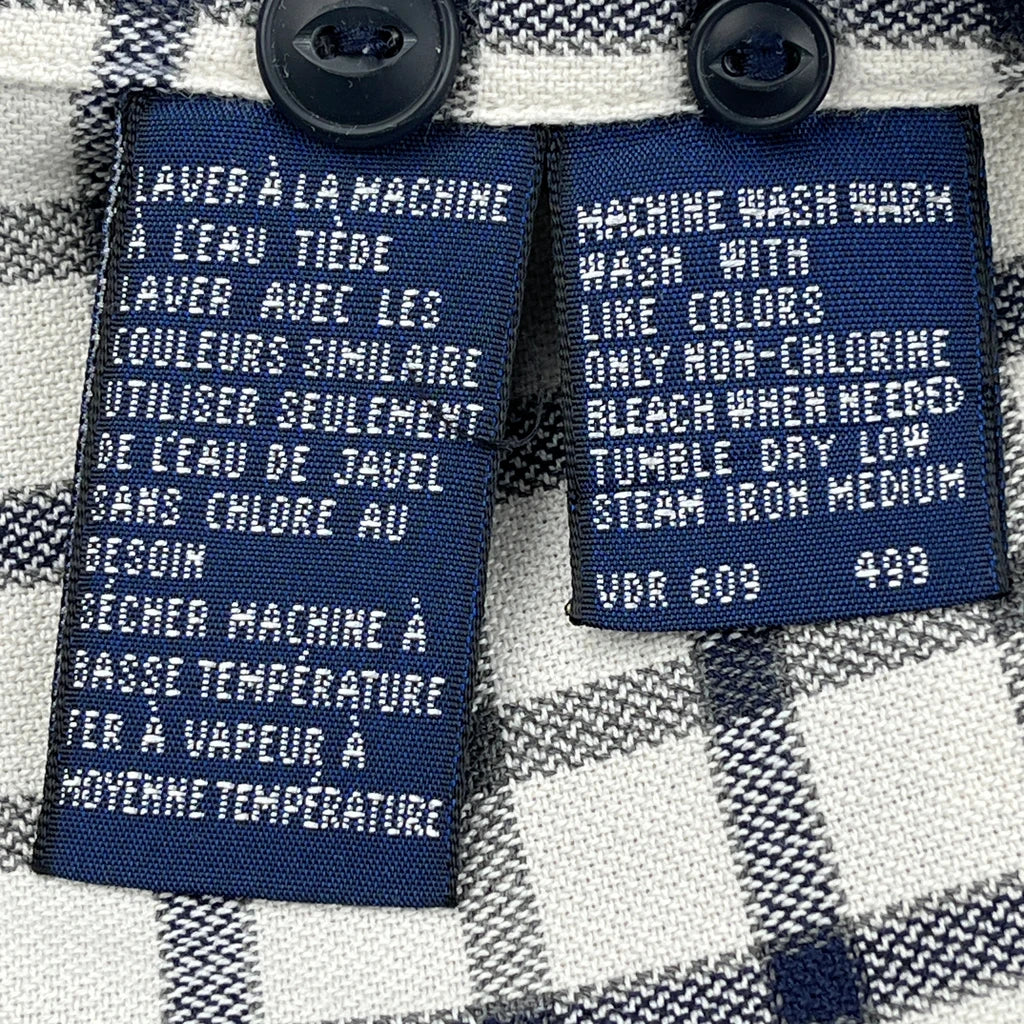 LAVER À LA MACHINE
À L'EAU TIÈDE
LAVER AVEC LES
COULEURS SIMILAIRE
UTILISER SEULEMENT
DE L'EAU DE JAVEL
SANS CHLORE AU
BESOIN
SÉCHER MACHINE À
BASSE TEMPÉRATURE
FER À VAPEUR À
MOYENNE TEMPÉRATURE
MACHINE WASH WARM
WASH WITH
LIKE COLORS
ONLY NON-CHLORINE
BLEACH WHEN NEEDED
TUMBLE DRY LOW
STEAM IRON MEDIUM
VDR 609 499